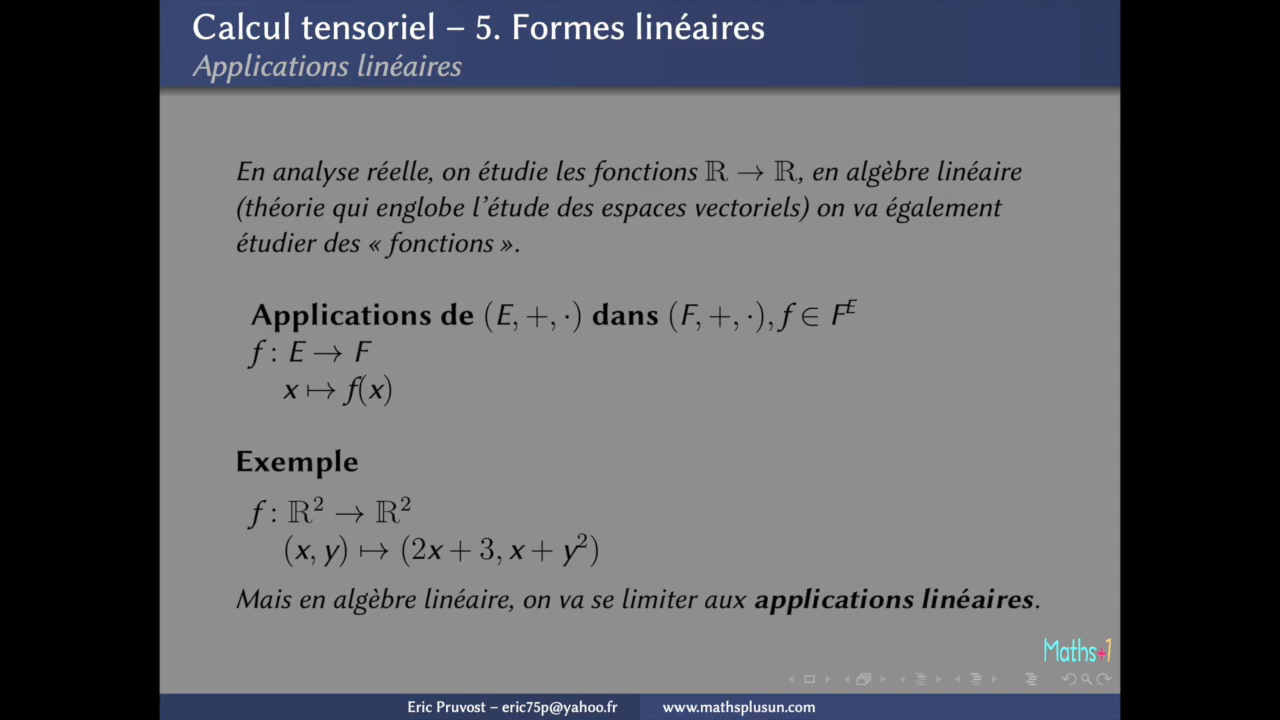 Calcul tensoriel – 5. Formes linéaires
Applications linéaires
En analyse réelle, on étudie les fonctions ℝ → ℝ, en algèbre linéaire
(théorie qui englobe l'étude des espaces vectoriels) on va également
étudier des « fonctions ».
Applications de (E, +, ·) dans (F, +, ·), f ∈ Fᴱ
f : E → F
x ↦ f(x)
Exemple
f : ℝ² → ℝ²
(x, y) ↦ (2x + 3, x + y²)
Mais en algèbre linéaire, on va se limiter aux applications linéaires.
Maths+1
Eric Pruvost – eric75p@yahoo.fr www.mathsplusun.com